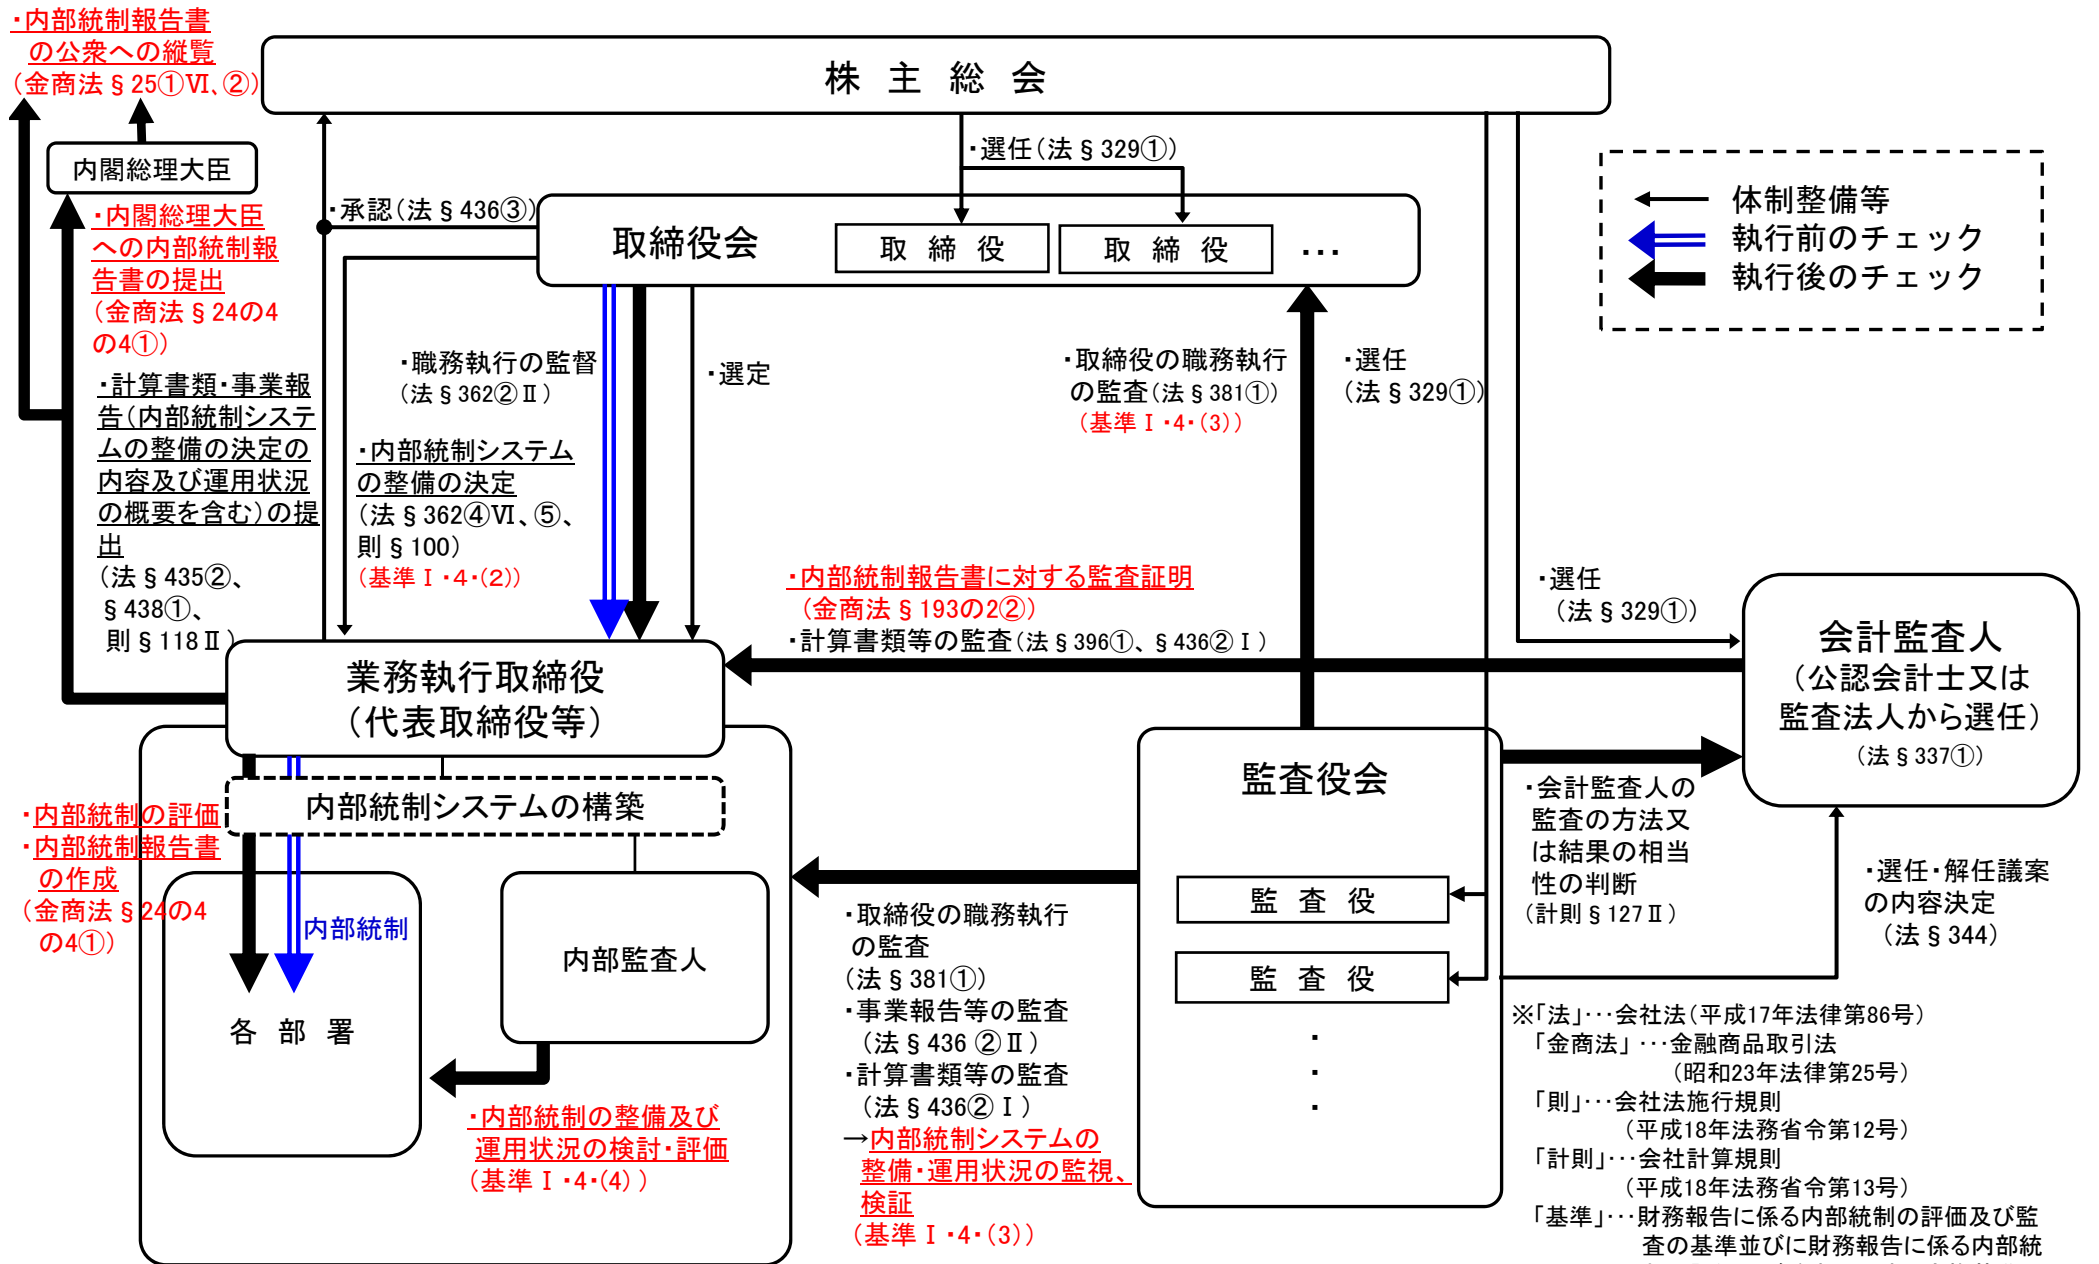 ・内部統制報告書
の公衆への縦覧
(金商法§25①Ⅵ、②)
株 主 総 会
内閣総理大臣
・内閣総理大臣
への内部統制報
告書の提出
(金商法§24の4
の4①)
・選任(法§329①)
・承認(法§436③)
取締役会
取 締 役
取 締 役
・・・
体制整備等
執行前のチェック
執行後のチェック
・計算書類・事業報
告(内部統制システ
ムの整備の決定の
内容及び運用状況
の概要を含む)の提
出
(法§435②、
§438①、
則§118Ⅱ)
・職務執行の監督
(法§362②Ⅱ)
・選定
・内部統制システム
の整備の決定
(法§362④Ⅵ、⑤、
則§100)
(基準Ⅰ・4・(2))
・取締役の職務執行
の監査(法§381①)
(基準Ⅰ・4・(3))
・選任
(法§329①)
・内部統制報告書に対する監査証明
(金商法§193の2②)
・計算書類等の監査(法§396①、§436②Ⅰ)
・選任
(法§329①)
会計監査人
(公認会計士又は
監査法人から選任)
(法§337①)
業務執行取締役
(代表取締役等)
内部統制システムの構築
・内部統制の評価
・内部統制報告書
の作成
(金商法§24の4
の4①)
内部統制
各 部 署
内部監査人
・内部統制の整備及び
運用状況の検討・評価
(基準Ⅰ・4・(4))
・取締役の職務執行
の監査
(法§381①)
・事業報告等の監査
(法§436 ②Ⅱ)
・計算書類等の監査
(法§436②Ⅰ)
→内部統制システムの
整備・運用状況の監視、
検証
(基準Ⅰ・4・(3))
監査役会
監 査 役
監 査 役
・
・
・
・会計監査人の
監査の方法又
は結果の相当
性の判断
(計則§127Ⅱ)
・選任・解任議案
の内容決定
(法§344)
※「法」・・・会社法(平成17年法律第86号)
「金商法」・・・金融商品取引法
(昭和23年法律第25号)
「則」・・・会社法施行規則
(平成18年法務省令第12号)
「計則」・・・会社計算規則
(平成18年法務省令第13号)
「基準」・・・財務報告に係る内部統制の評価及び監
査の基準並びに財務報告に係る内部統